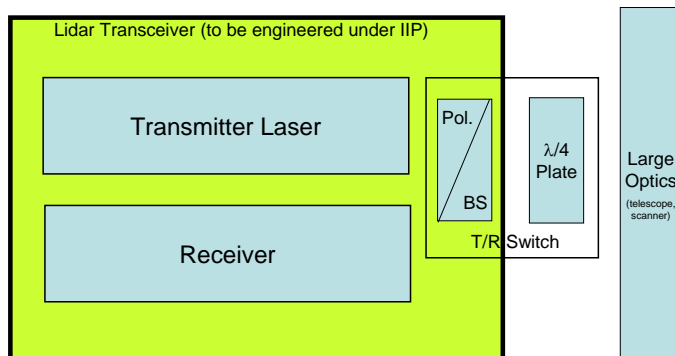 Lidar Transceiver (to be engineered under IIP)
Transmitter Laser
Receiver
Pol.
BS
λ/4
Plate
T/R Switch
Large
Optics
(telescope,
scanner)